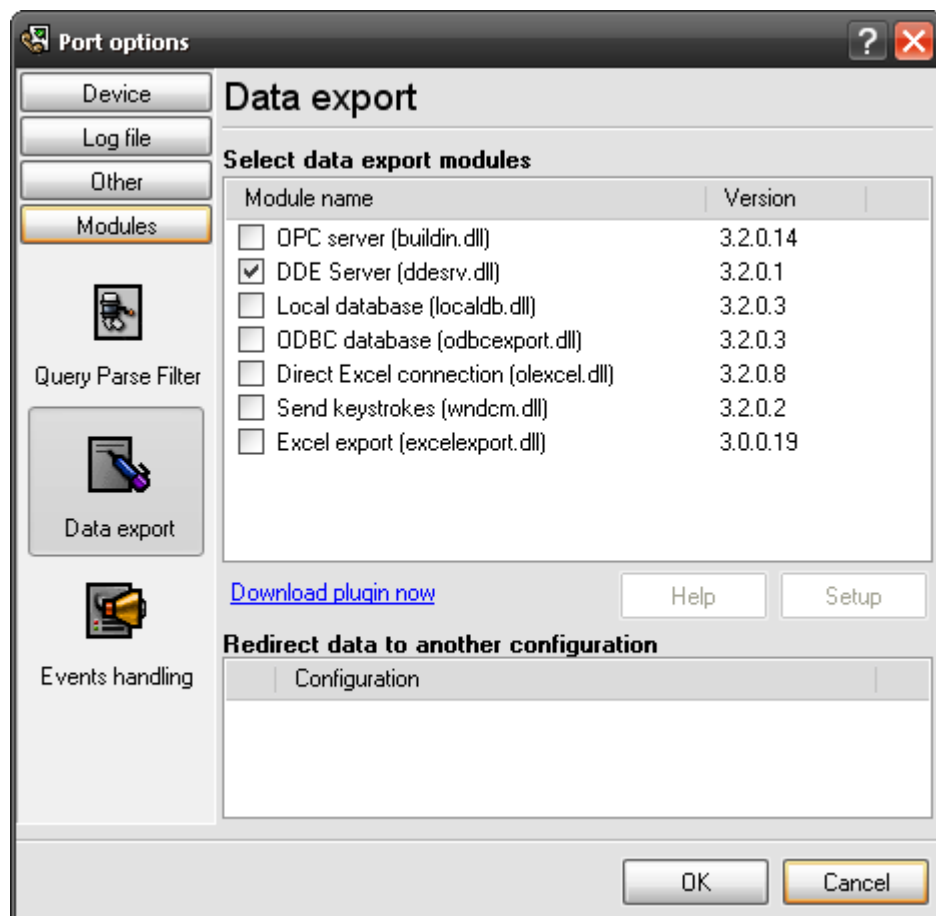 Port options
Device
Log file
Other
Modules
Query Parse Filter
Data export
Events handling
Data export
Select data export modules
Module name Version
OPC server (buildin.dll) 3.2.0.14
DDE Server (ddesrv.dll) 3.2.0.1
Local database (localdb.dll) 3.2.0.3
ODBC database (odbcexport.dll) 3.2.0.3
Direct Excel connection (olexcel.dll) 3.2.0.8
Send keystrokes (wndcm.dll) 3.2.0.2
Excel export (excelexport.dll) 3.0.0.19
Download plugin now Help Setup
Redirect data to another configuration
Configuration
OK Cancel